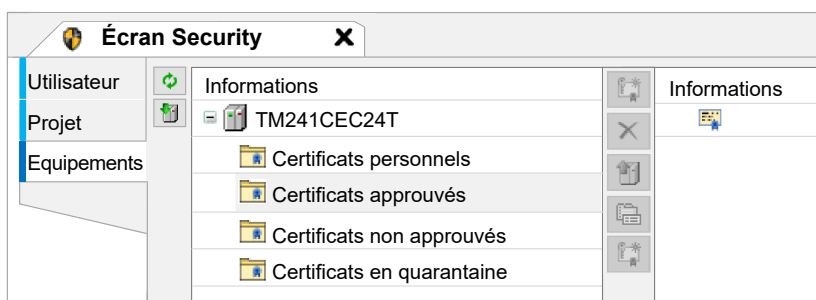 Écran Security
Utilisateur
Projet
Equipements
Informations
TM241CEC24T
Certificats personnels
Certificats approuvés
Certificats non approuvés
Certificats en quarantaine
Informations